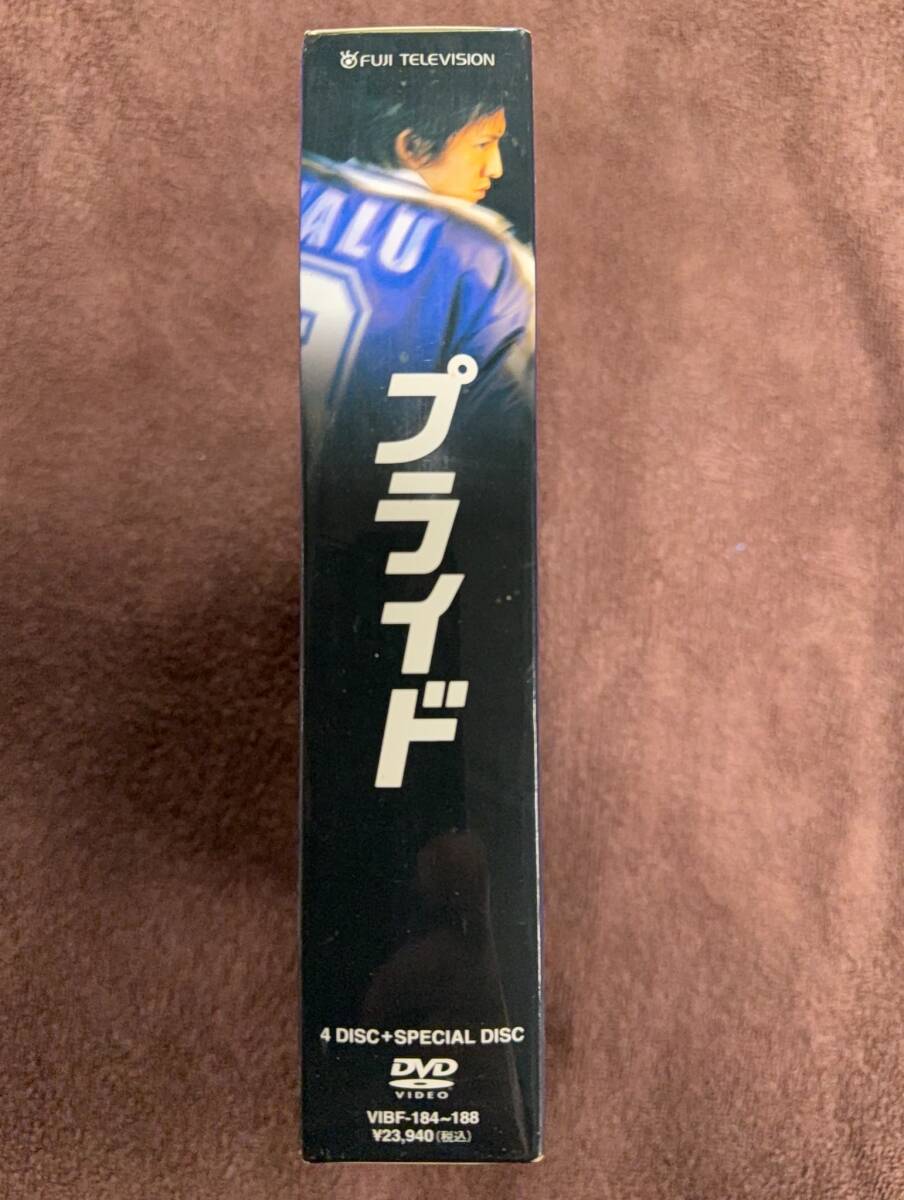 FUJI TELEVISION
ALU
プライド
4 DISC+SPECIAL DISC
DVD
VIDEO
VIBF-184~188
¥23,940(税込)